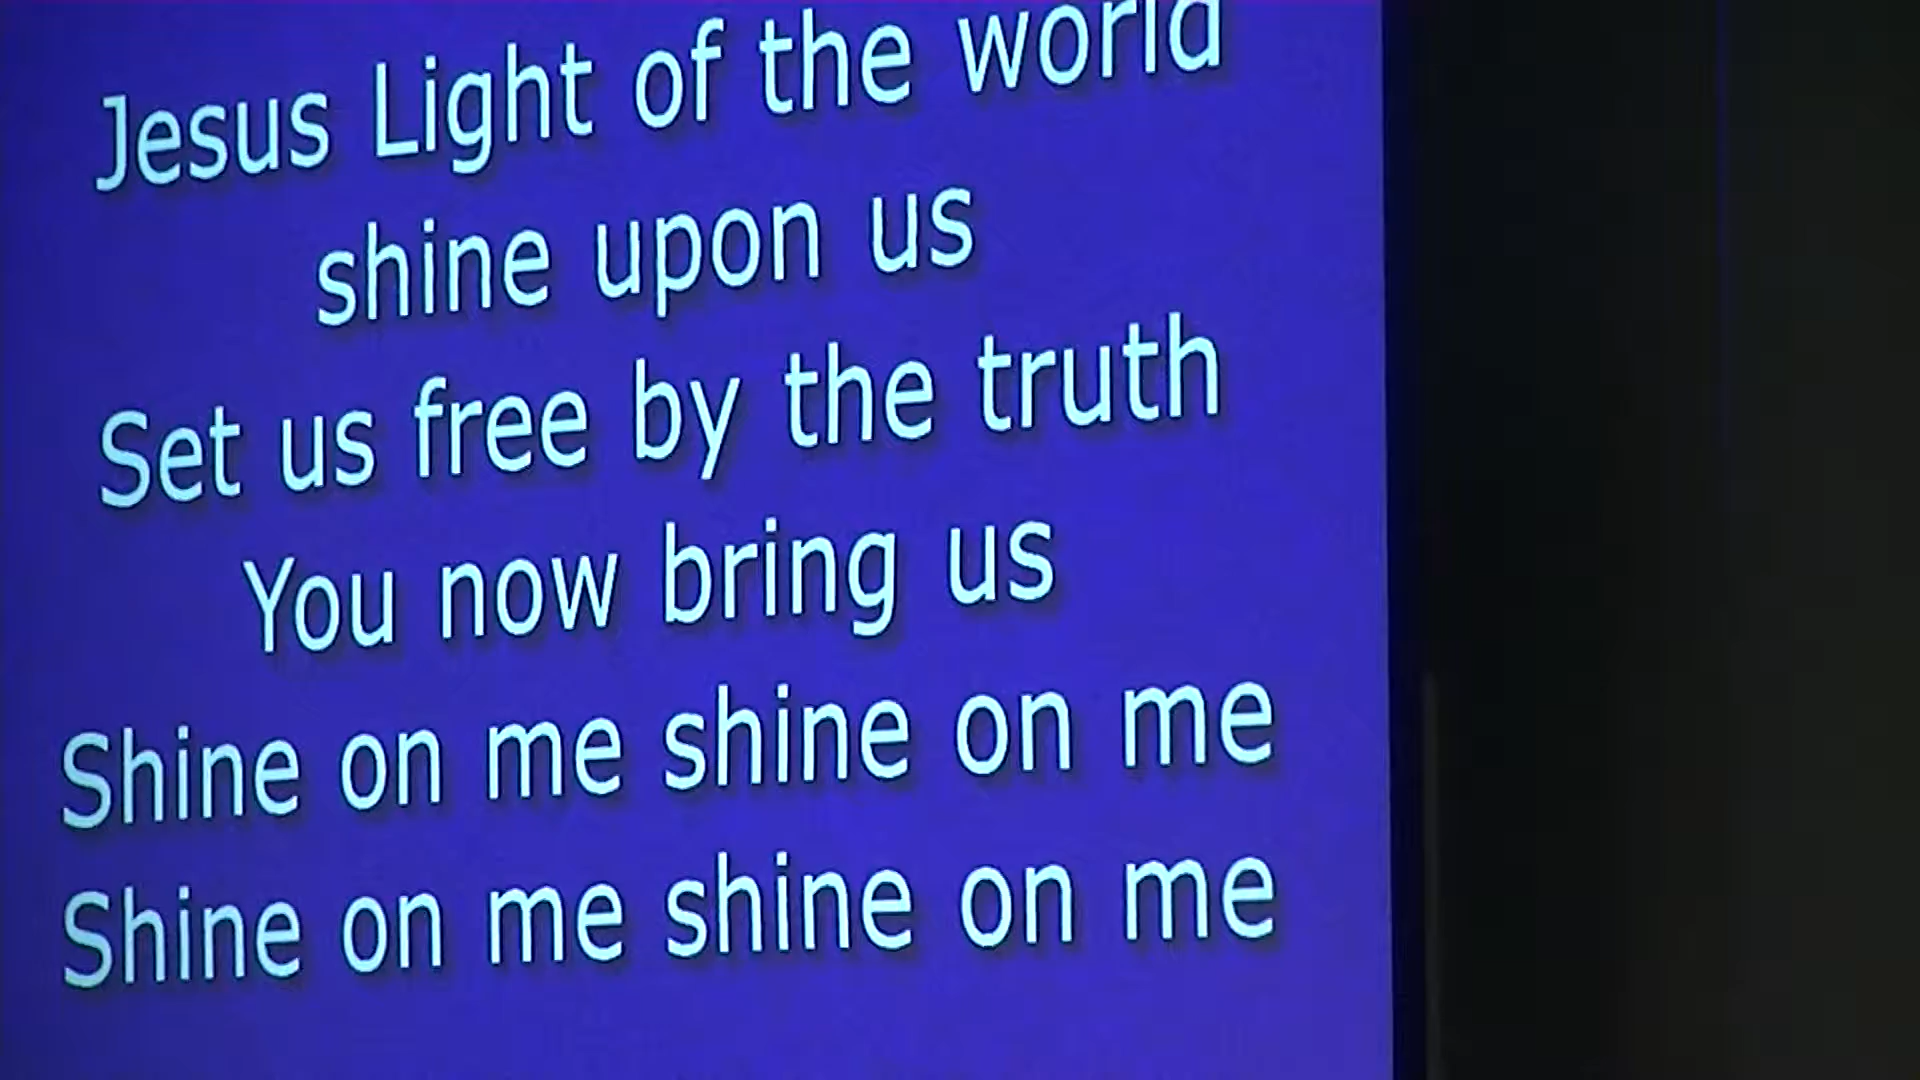 Jesus Light of the world
shine upon us
Set us free by the truth
You now bring us
Shine on me shine on me
Shine on me shine on me